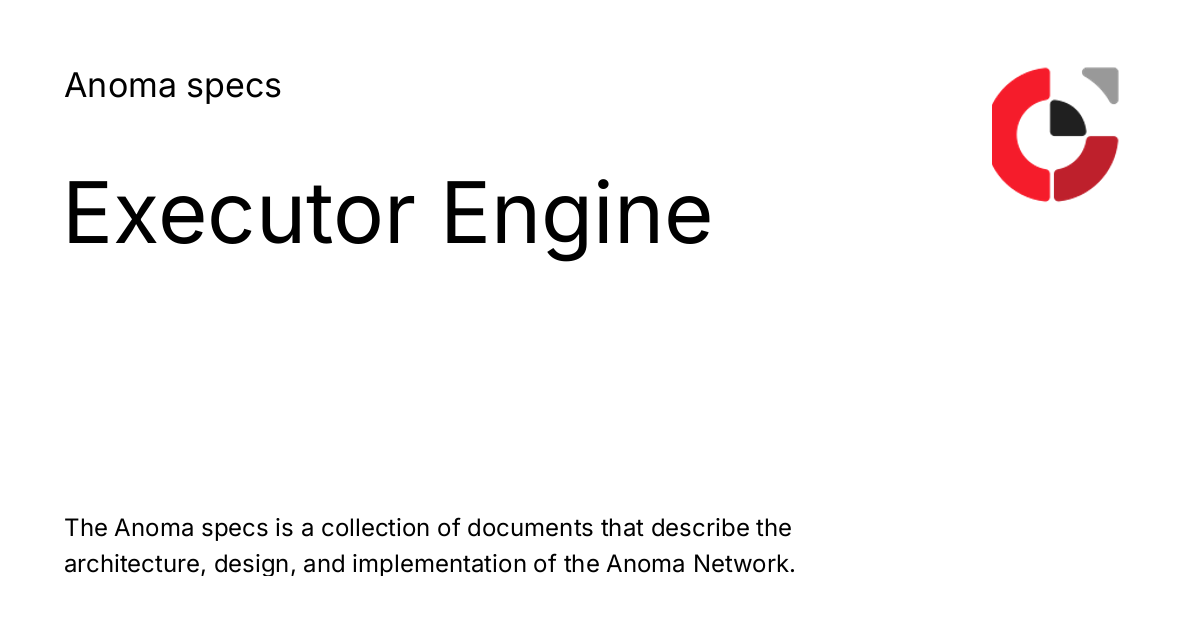 Anoma specs
Executor Engine
The Anoma specs is a collection of documents that describe the
architecture, design, and implementation of the Anoma Network.